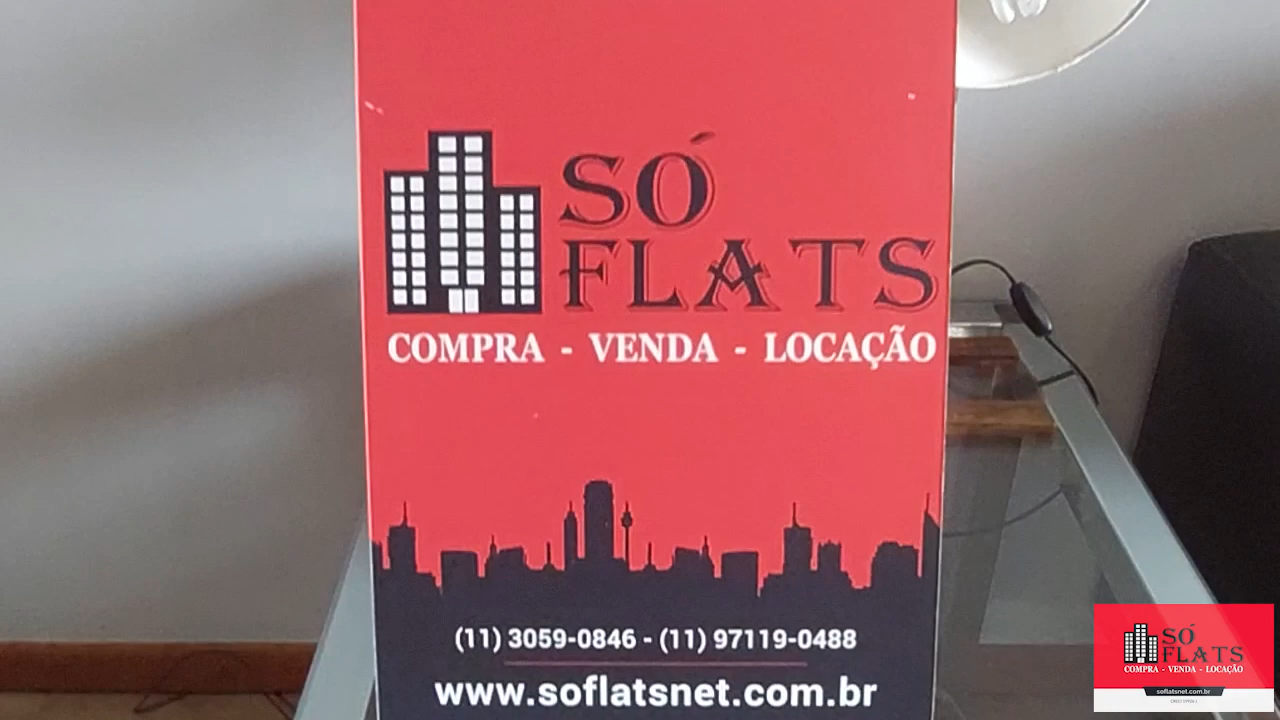 SÓ
FLATS
COMPRA - VENDA - LOCAÇÃO
(11) 3059-0846 - (11) 97119-0488
www.soflatsnet.com.br
SÓ
FLATS
COMPRA - VENDA - LOCAÇÃO
soflatsnet.com.br